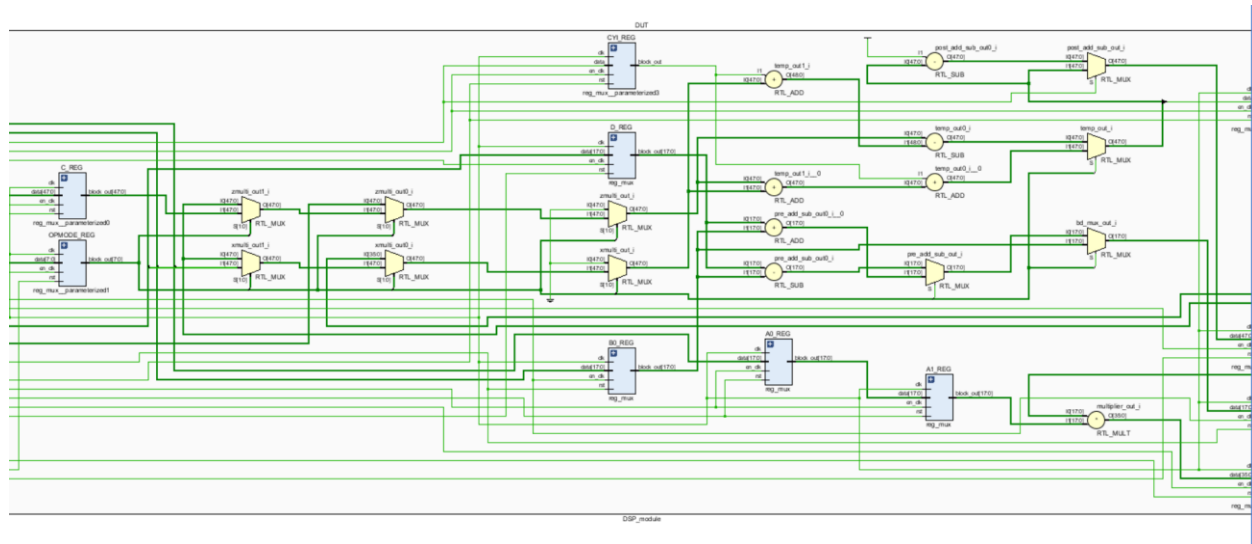 DUT
CYI_REG
clk
data
en_clk
rst
block_out
reg_mux__parameterized0
post_add_sub_out0_i
I1
I0[47:0]
O[47:0]
RTL_SUB
post_add_sub_out_i
I0[47:0]
I1[47:0]
S
O[47:0]
RTL_MUX
temp_out1_i
I1
I0[47:0]
O[48:0]
RTL_ADD
D_REG
clk
data[17:0]
en_clk
rst
block_out[17:0]
reg_mux
temp_out0_i
I0[47:0]
I1[48:0]
O[47:0]
RTL_SUB
temp_out_i
I0[47:0]
I1[47:0]
S
O[47:0]
RTL_MUX
C_REG
clk
data[47:0]
en_clk
rst
block_out[47:0]
reg_mux__parameterized0
zmulti_out1_i
I0[47:0]
I1[47:0]
S[1:0]
O[47:0]
RTL_MUX
zmulti_out0_i
I0[47:0]
I1[47:0]
S[1:0]
O[47:0]
RTL_MUX
zmulti_out_i
I0[47:0]
I1[47:0]
S[1:0]
O[47:0]
RTL_MUX
temp_out1_i__0
I0[47:0]
I1[47:0]
O[47:0]
RTL_ADD
temp_out0_i__0
I1
I0[47:0]
O[47:0]
RTL_ADD
OPMODE_REG
clk
data[7:0]
en_clk
rst
block_out[7:0]
reg_mux__parameterized1
xmulti_out1_i
I0[47:0]
I1[47:0]
S[1:0]
O[47:0]
RTL_MUX
xmulti_out0_i
I0[35:0]
I1[47:0]
S[1:0]
O[47:0]
RTL_MUX
xmulti_out_i
I0[47:0]
I1[47:0]
S[1:0]
O[47:0]
RTL_MUX
pre_add_sub_out0_i__0
I0[17:0]
I1[17:0]
O[17:0]
RTL_ADD
bd_mux_out_i
I0[17:0]
I1[17:0]
S
O[17:0]
RTL_MUX
pre_add_sub_out0_i
I0[17:0]
I1[17:0]
O[17:0]
RTL_SUB
pre_add_sub_out_i
I0[17:0]
I1[17:0]
S
O[17:0]
RTL_MUX
B0_REG
clk
data[17:0]
en_clk
rst
block_out[17:0]
reg_mux
A0_REG
clk
data[17:0]
en_clk
rst
block_out[17:0]
reg_mux
A1_REG
clk
data[17:0]
en_clk
rst
block_out[17:0]
reg_mux
multiplier_out_i
I0[17:0]
I1[17:0]
O[35:0]
RTL_MULT
DSP_module